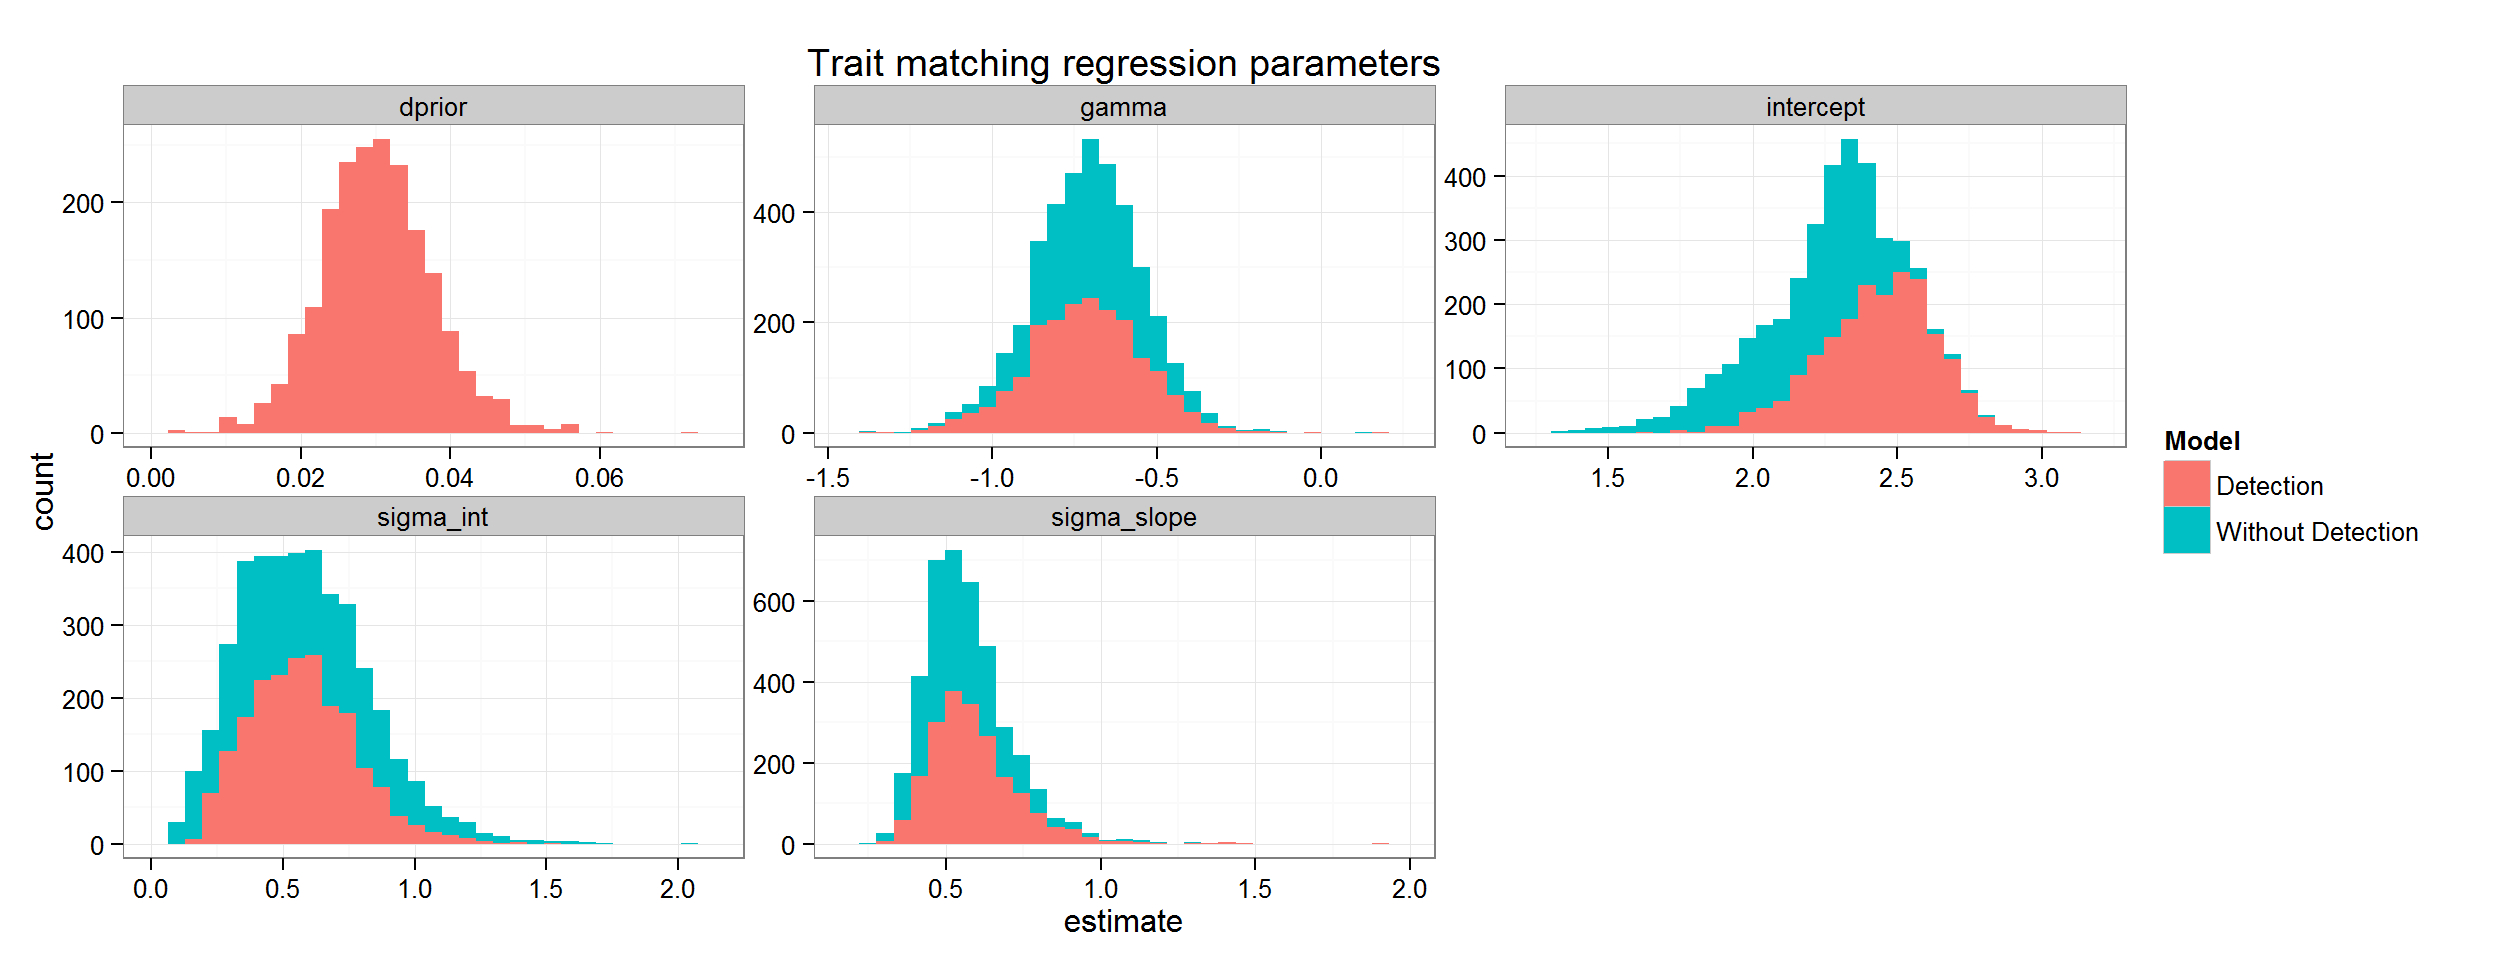 Trait matching regression parameters
dprior
gamma
intercept
200
100
0
400
200
0
400
300
200
100
0
0.00 0.02 0.04 0.06
-1.5 -1.0 -0.5 0.0
1.5 2.0 2.5 3.0
count
sigma_int
sigma_slope
400
300
200
100
0
600
400
200
0
0.0 0.5 1.0 1.5 2.0
0.5 1.0 1.5 2.0
estimate
Model
Detection
Without Detection